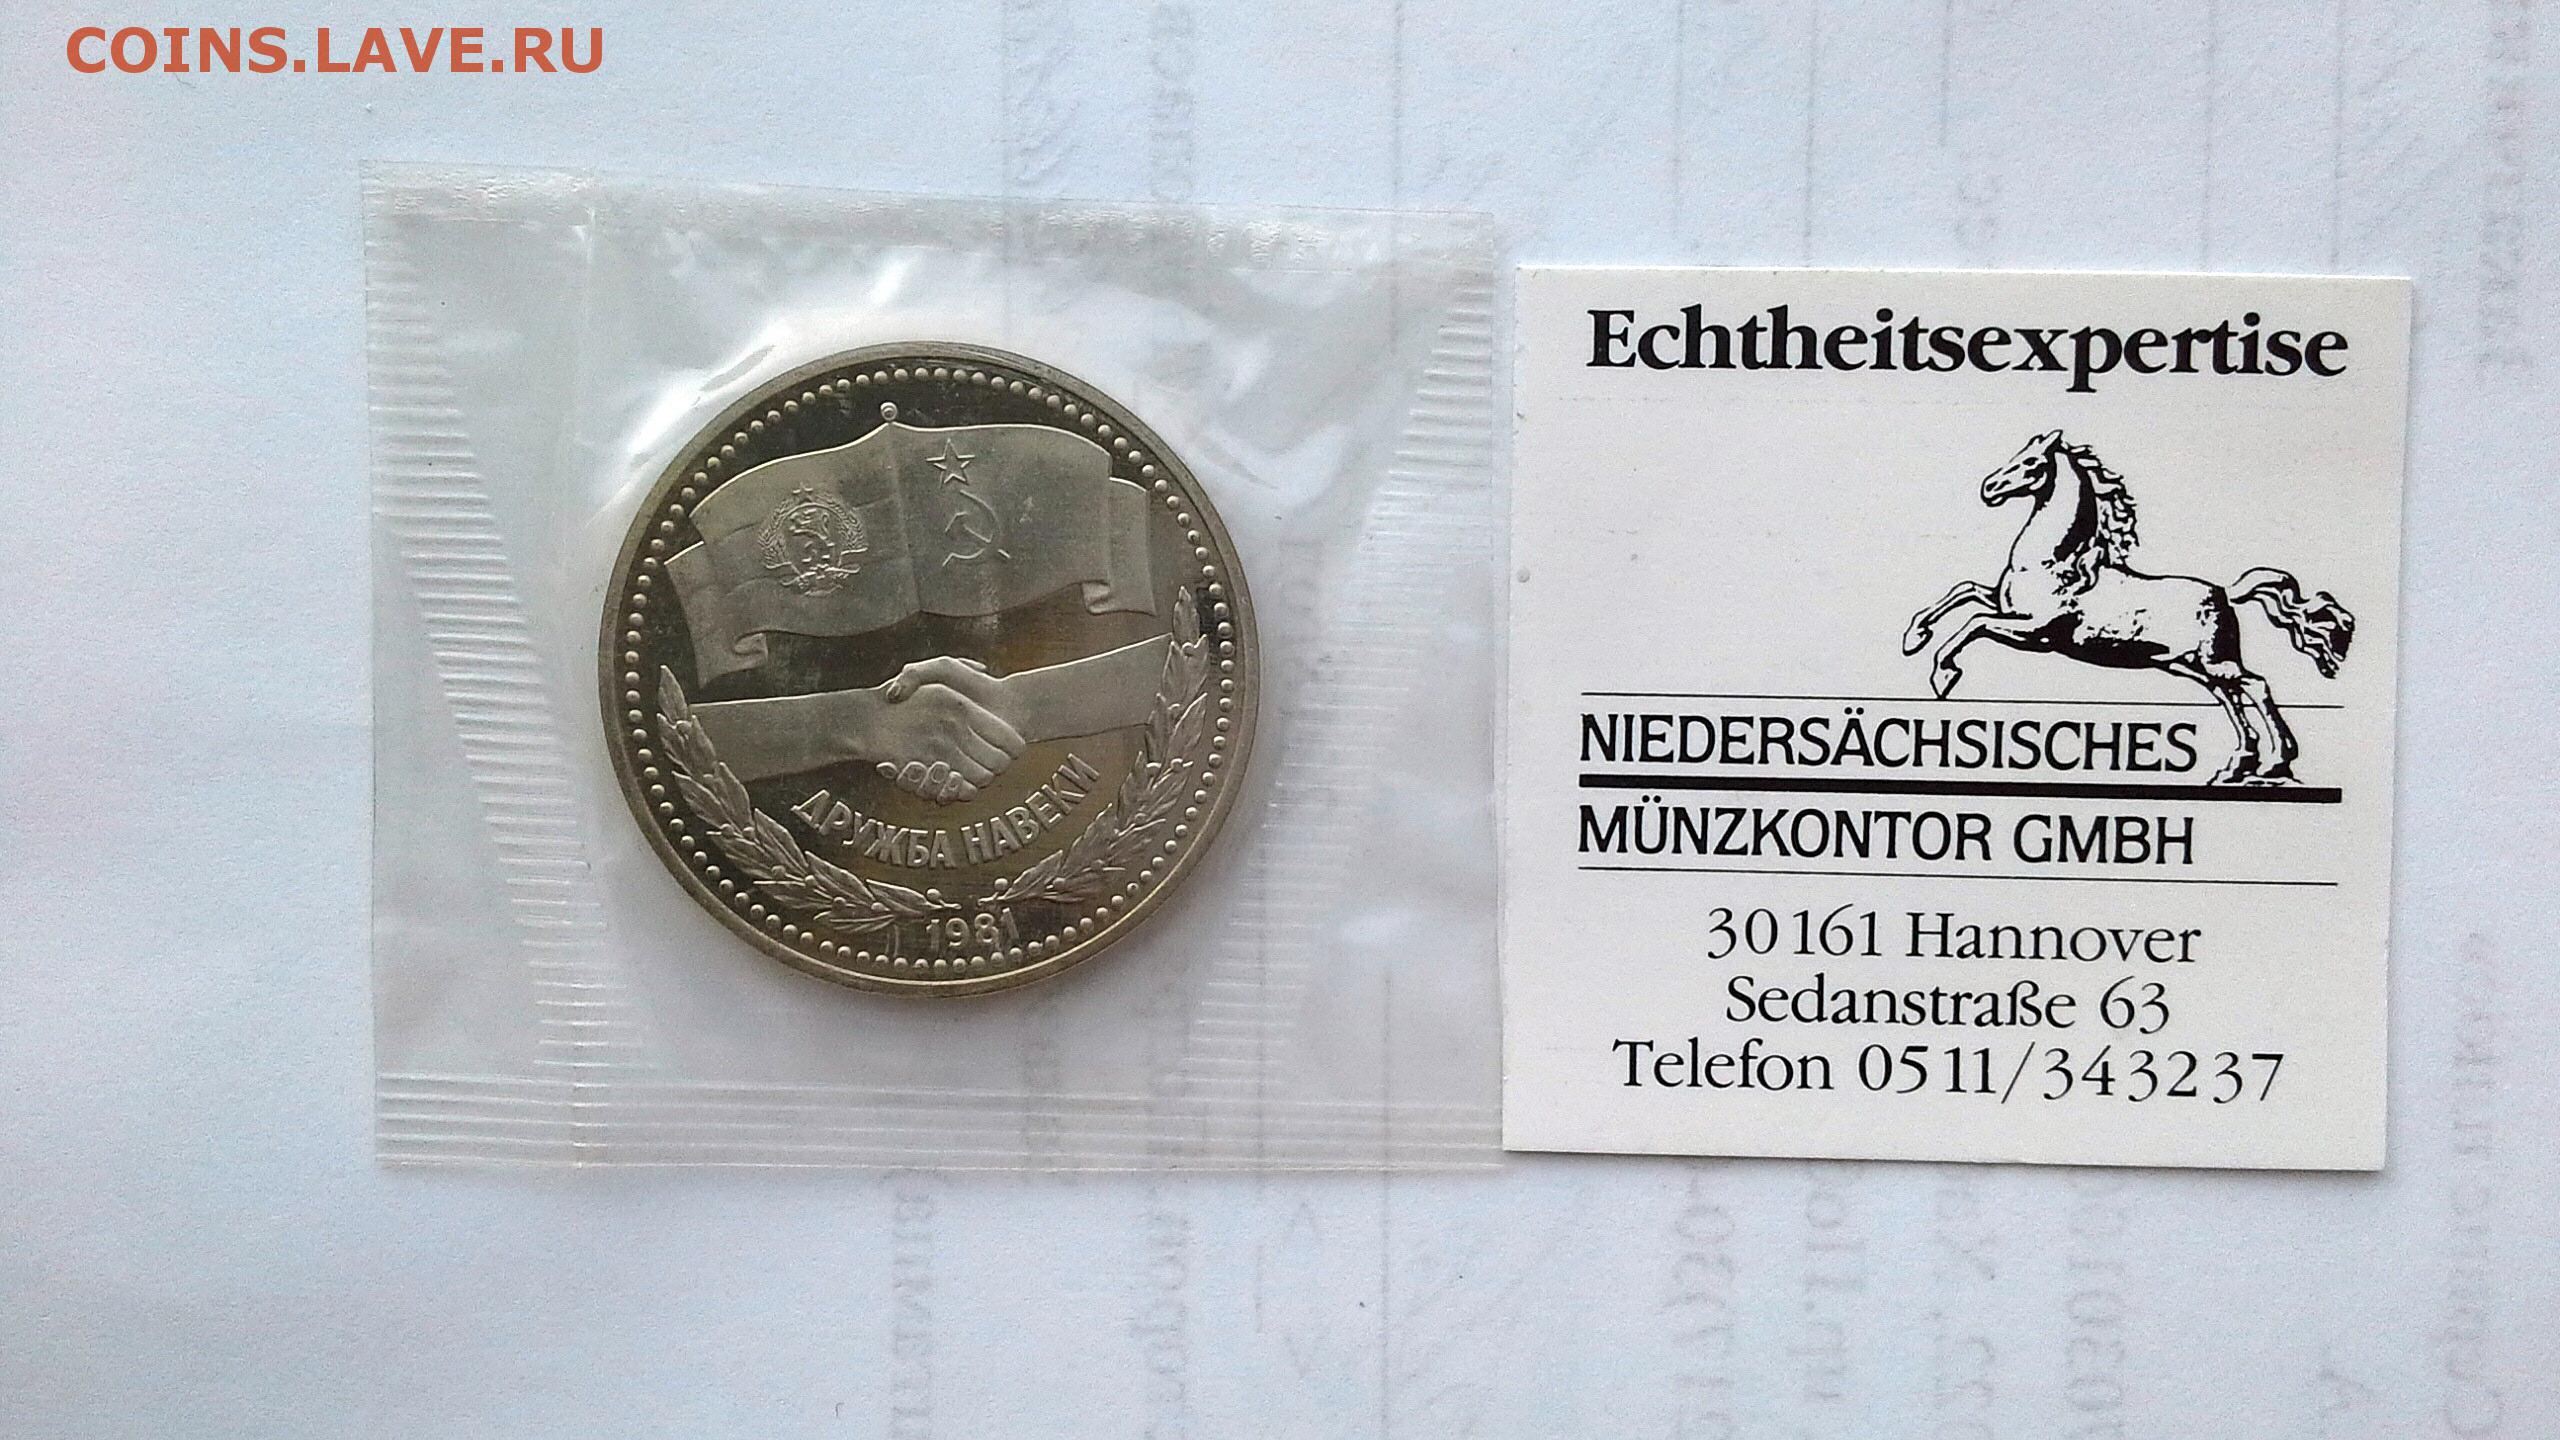 COINS.LAVE.RU
ДРУЖБА НАВЕКИ
1981
Echtheitsexpertise
NIEDERSÄCHSISCHES
MÜNZKONTOR GMBH
30161 Hannover
Sedanstraße 63
Telefon 0511/343237